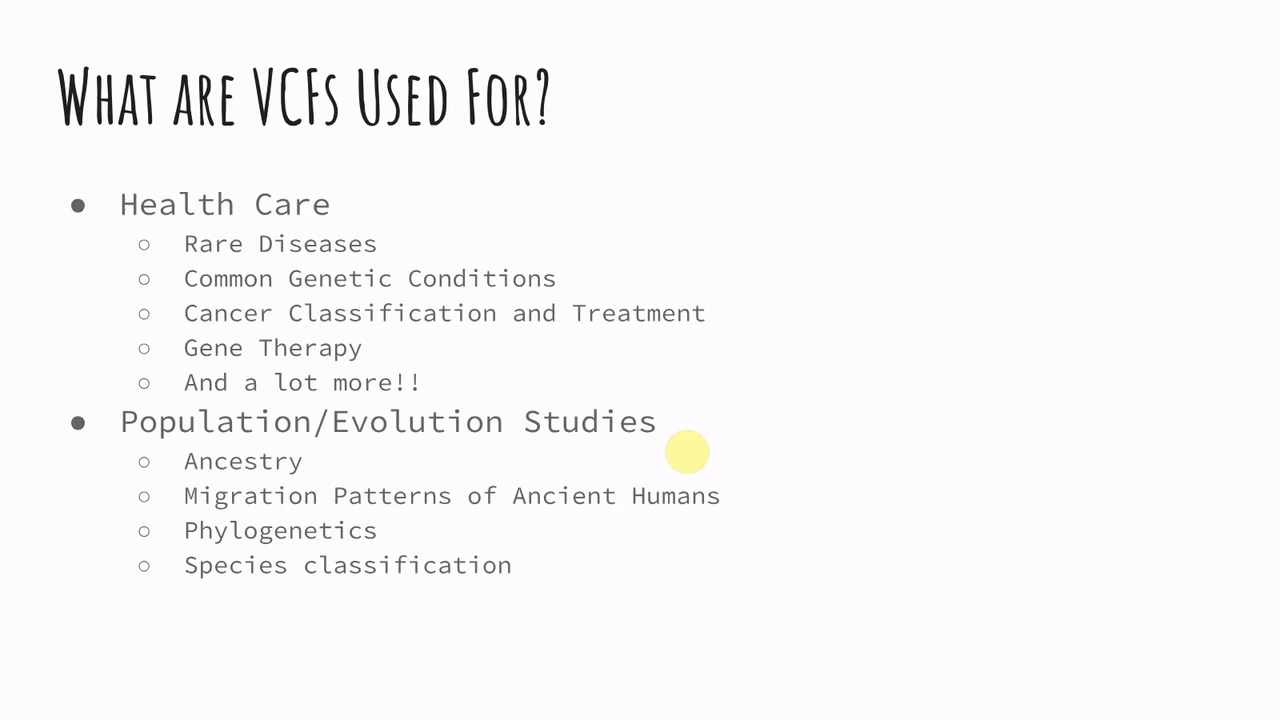 What are VCFs Used For?
● Health Care
○ Rare Diseases
○ Common Genetic Conditions
○ Cancer Classification and Treatment
○ Gene Therapy
○ And a lot more!!
● Population/Evolution Studies
○ Ancestry
○ Migration Patterns of Ancient Humans
○ Phylogenetics
○ Species classification